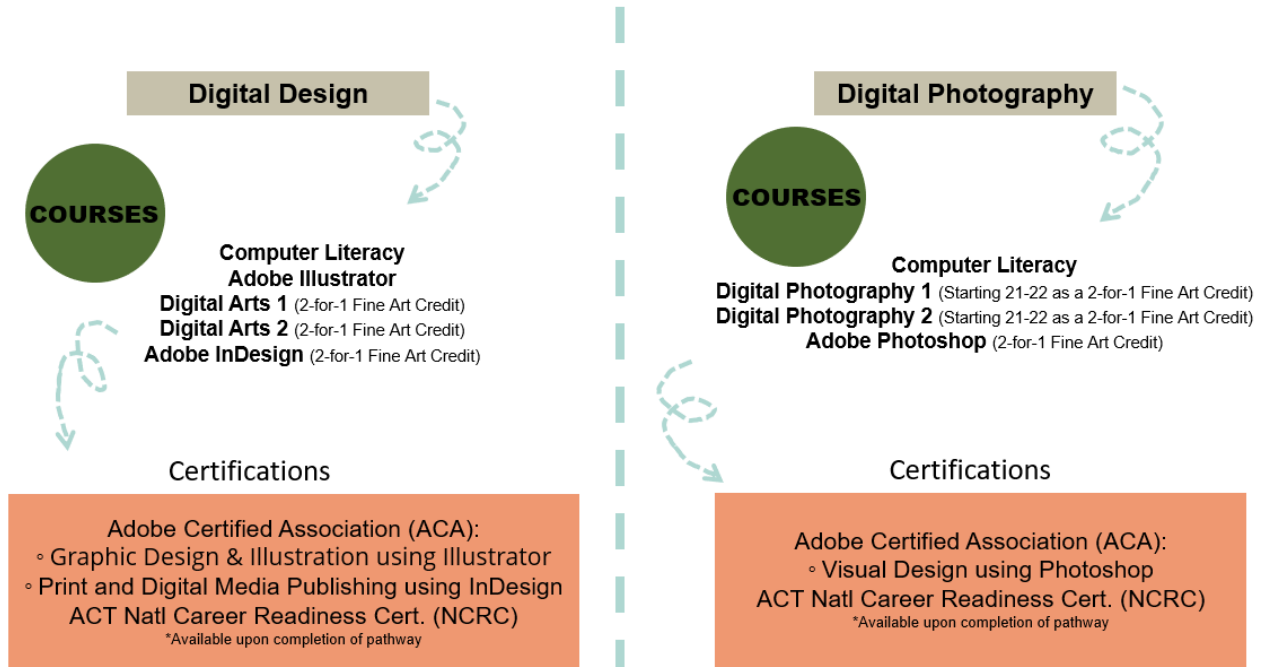 Digital Design
COURSES
Computer Literacy
Adobe Illustrator
Digital Arts 1 (2-for-1 Fine Art Credit)
Digital Arts 2 (2-for-1 Fine Art Credit)
Adobe InDesign (2-for-1 Fine Art Credit)
Certifications
Adobe Certified Association (ACA):
◦ Graphic Design & Illustration using Illustrator
◦ Print and Digital Media Publishing using InDesign
ACT Natl Career Readiness Cert. (NCRC)
*Available upon completion of pathway
Digital Photography
COURSES
Computer Literacy
Digital Photography 1 (Starting 21-22 as a 2-for-1 Fine Art Credit)
Digital Photography 2 (Starting 21-22 as a 2-for-1 Fine Art Credit)
Adobe Photoshop (2-for-1 Fine Art Credit)
Certifications
Adobe Certified Association (ACA):
◦ Visual Design using Photoshop
ACT Natl Career Readiness Cert. (NCRC)
*Available upon completion of pathway